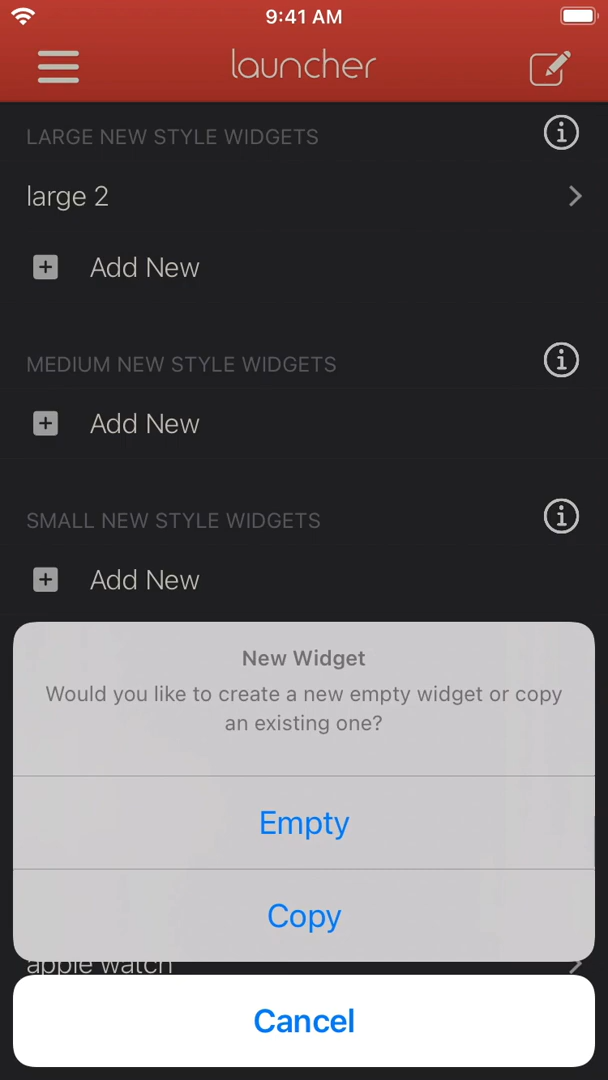 9:41 AM
launcher
LARGE NEW STYLE WIDGETS
large 2
Add New
MEDIUM NEW STYLE WIDGETS
Add New
SMALL NEW STYLE WIDGETS
Add New
New Widget
Would you like to create a new empty widget or copy
an existing one?
Empty
Copy
apple watch
Cancel